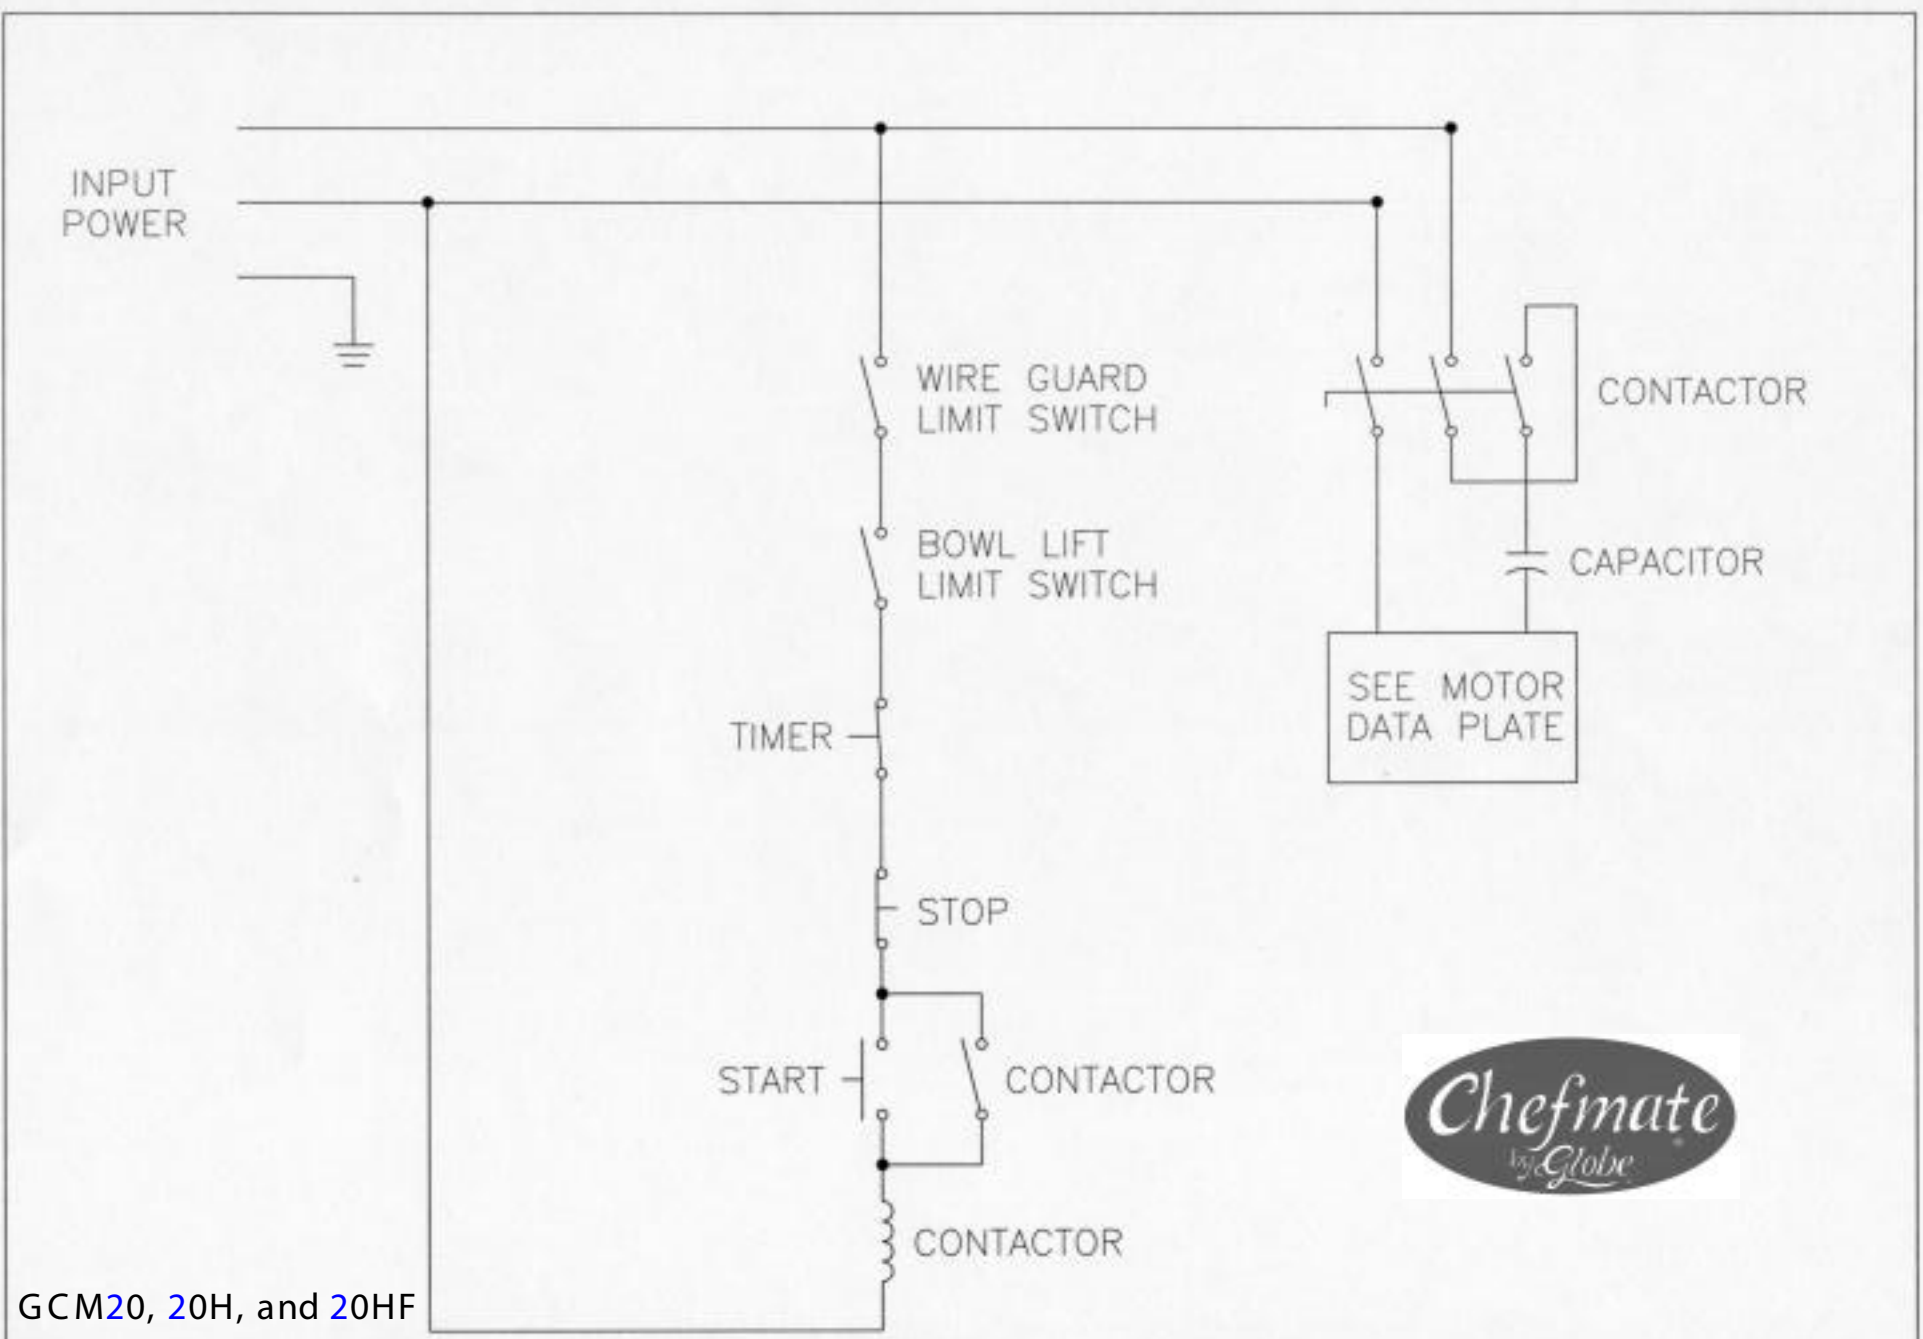 INPUT
POWER
WIRE GUARD
LIMIT SWITCH
CONTACTOR
BOWL LIFT
LIMIT SWITCH
CAPACITOR
SEE MOTOR
DATA PLATE
TIMER
STOP
START
CONTACTOR
Chefmate
by Globe
CONTACTOR
GCM20, 20H, and 20HF